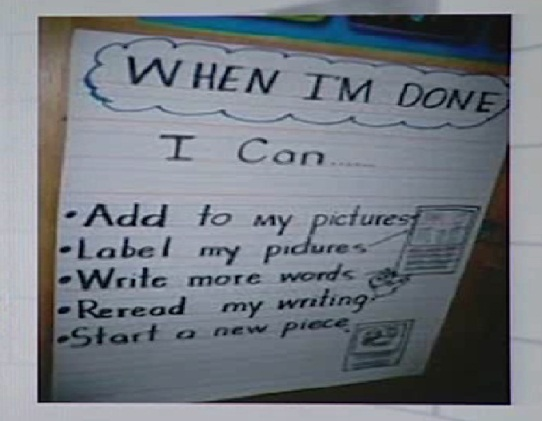 WHEN I'M DONE
I Can......
• Add to My pictures
• Label my pictures
• Write more words
• Reread my writing
• Start a new piece